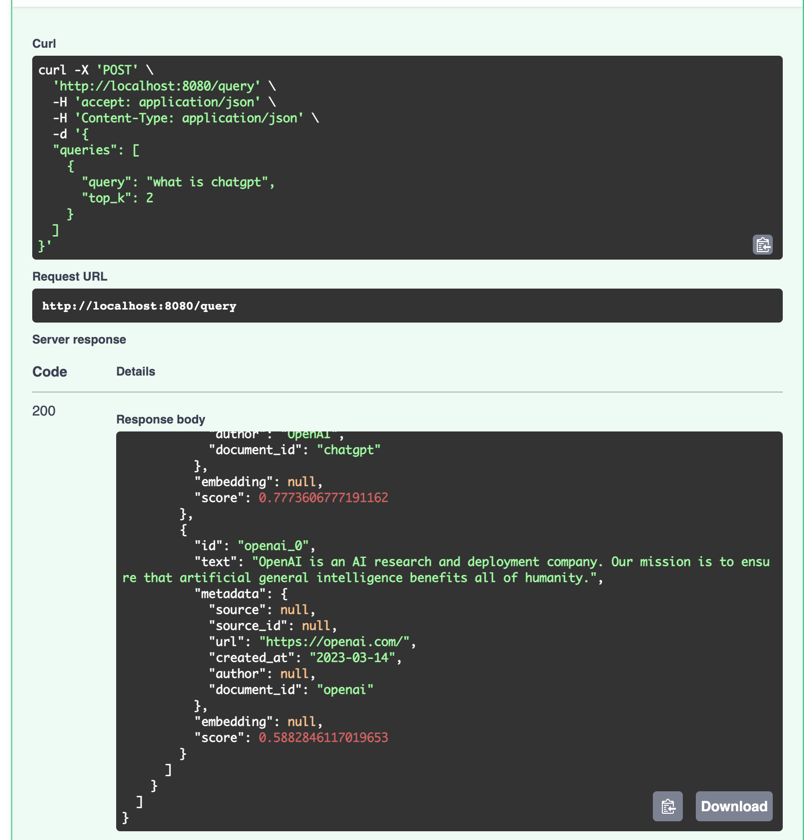 Curl
curl -X 'POST' \
'http://localhost:8080/query' \
-H 'accept: application/json' \
-H 'Content-Type: application/json' \
-d '{
"queries": [
{
"query": "what is chatgpt",
"top_k": 2
}
]
}'
Request URL
http://localhost:8080/query
Server response
Code Details
200
Response body
"author": "OpenAI",
"document_id": "chatgpt"
},
"embedding": null,
"score": 0.7773606777191162
},
{
"id": "openai_0",
"text": "OpenAI is an AI research and deployment company. Our mission is to ensu
re that artificial general intelligence benefits all of humanity.",
"metadata": {
"source": null,
"source_id": null,
"url": "https://openai.com/",
"created_at": "2023-03-14",
"author": null,
"document_id": "openai"
},
"embedding": null,
"score": 0.5882846117019653
}
]
}
]
}
Download